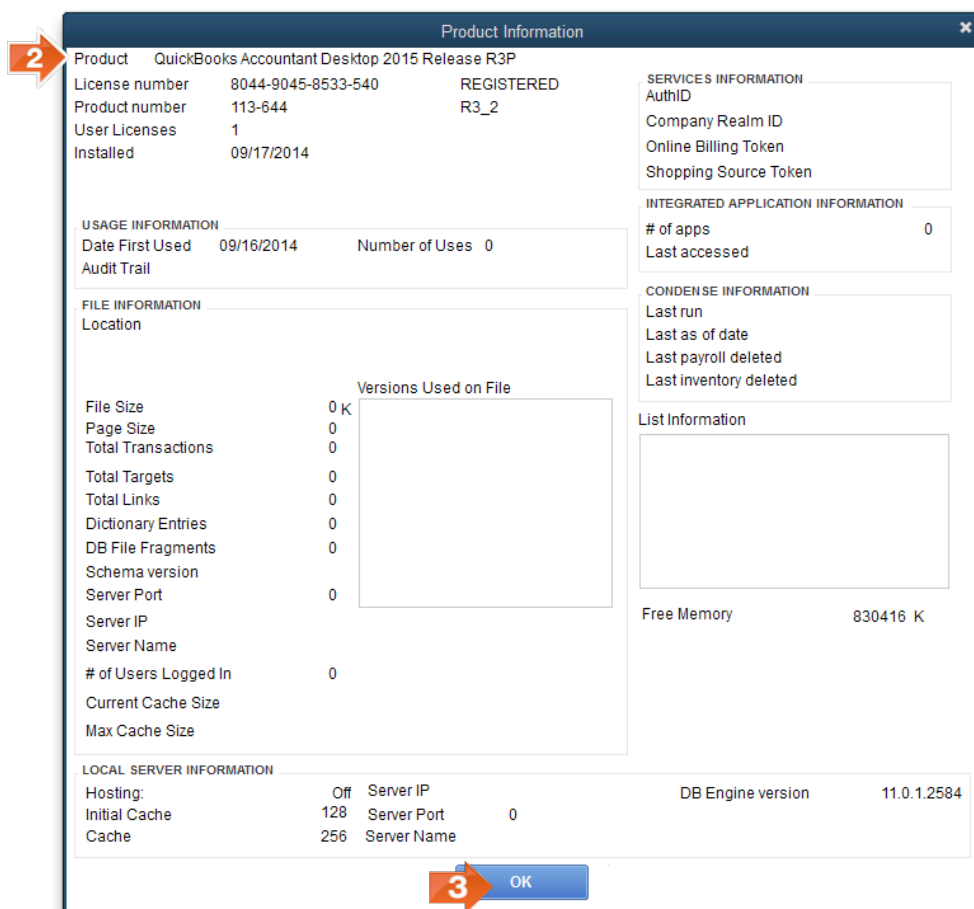 Product Information
2
Product QuickBooks Accountant Desktop 2015 Release R3P
License number 8044-9045-8533-540 REGISTERED
Product number 113-644 R3_2
User Licenses 1
Installed 09/17/2014
SERVICES INFORMATION
AuthID
Company Realm ID
Online Billing Token
Shopping Source Token
USAGE INFORMATION
Date First Used 09/16/2014 Number of Uses 0
Audit Trail
INTEGRATED APPLICATION INFORMATION
# of apps 0
Last accessed
CONDENSE INFORMATION
Last run
Last as of date
Last payroll deleted
Last inventory deleted
FILE INFORMATION
Location
Versions Used on File
File Size 0 K
Page Size 0
Total Transactions 0
Total Targets 0
Total Links 0
Dictionary Entries 0
DB File Fragments 0
Schema version
Server Port 0
Server IP
Server Name
# of Users Logged In 0
Current Cache Size
Max Cache Size
List Information
Free Memory 830416 K
LOCAL SERVER INFORMATION
Hosting: Off Server IP DB Engine version 11.0.1.2584
Initial Cache 128 Server Port 0
Cache 256 Server Name
3 OK